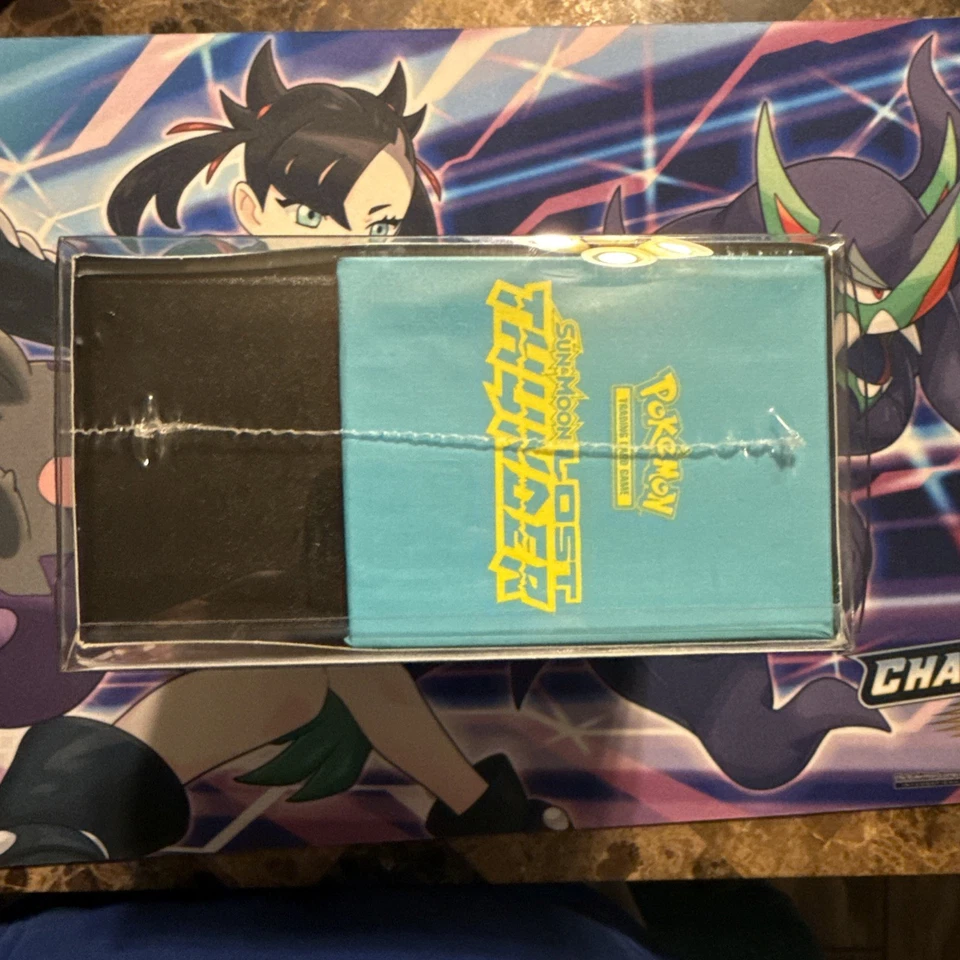 POKéMON
TRADING CARD GAME
SUN & MOON LOST
THUNDER
CHA